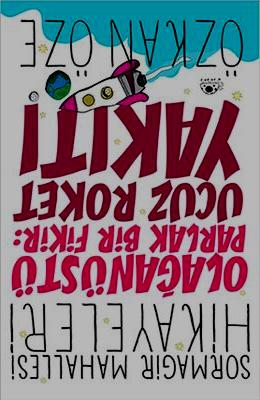 SORMAGİR MAHALLESİ
HİKAYELERİ
OLAĞANÜSTÜ
PARLAK BİR FİKİR:
UCUZ ROKET
YAKITI
ÖZKAN ÖZE